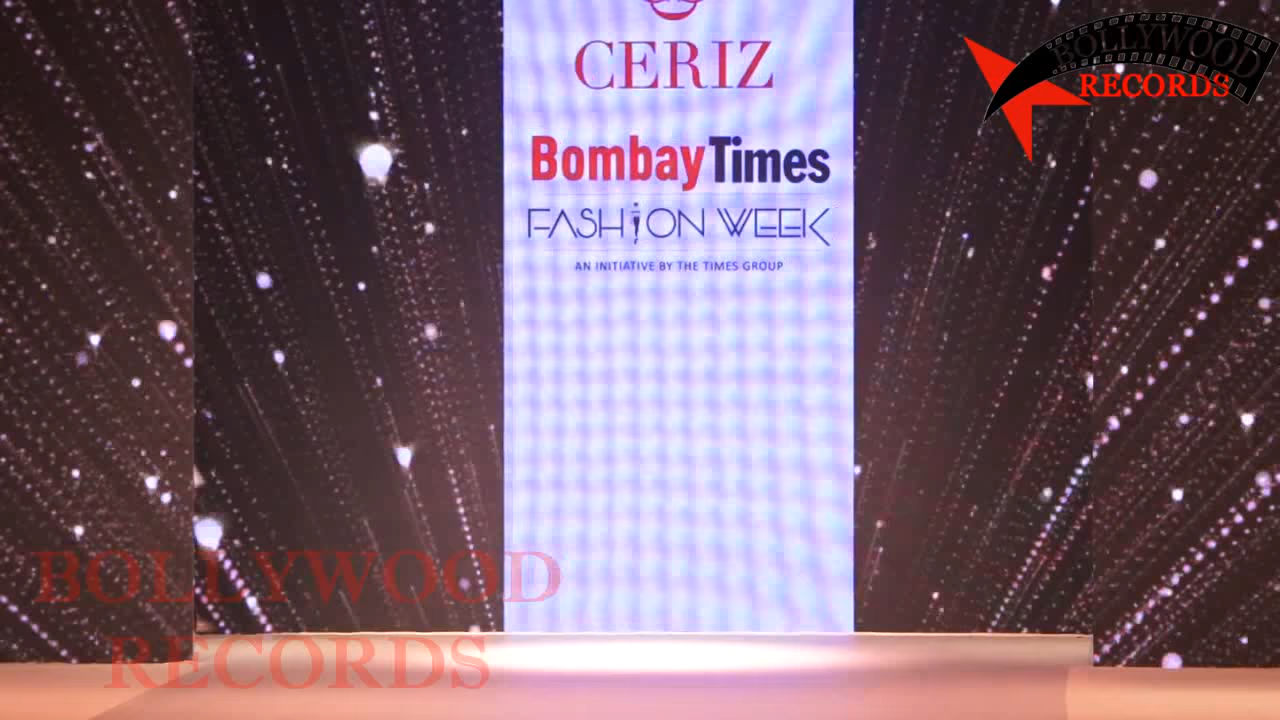 CERIZ
BOLLYWOOD
RECORDS
Bombay Times
FASHION WEEK
AN INITIATIVE BY THE TIMES GROUP
BOLLYWOOD
RECORDS